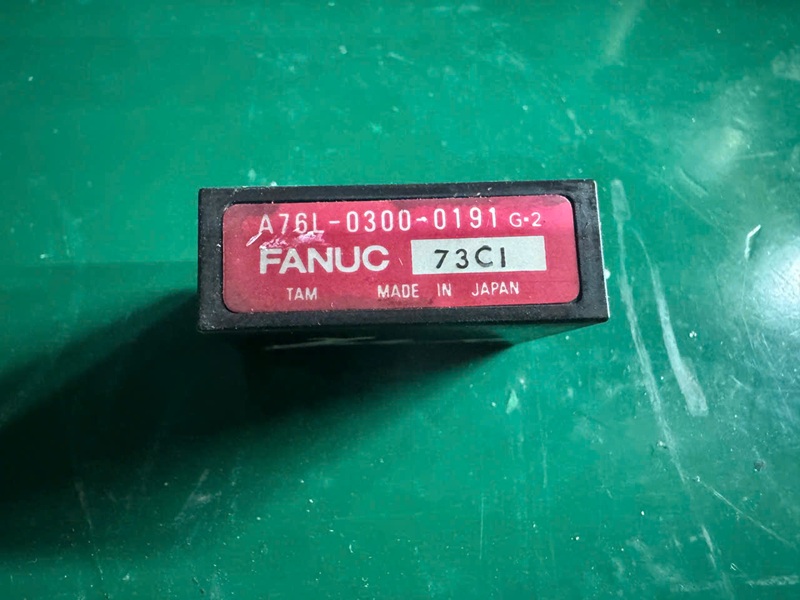 A76L-0300-0191 G·2
FANUC 73C1
TAM MADE IN JAPAN